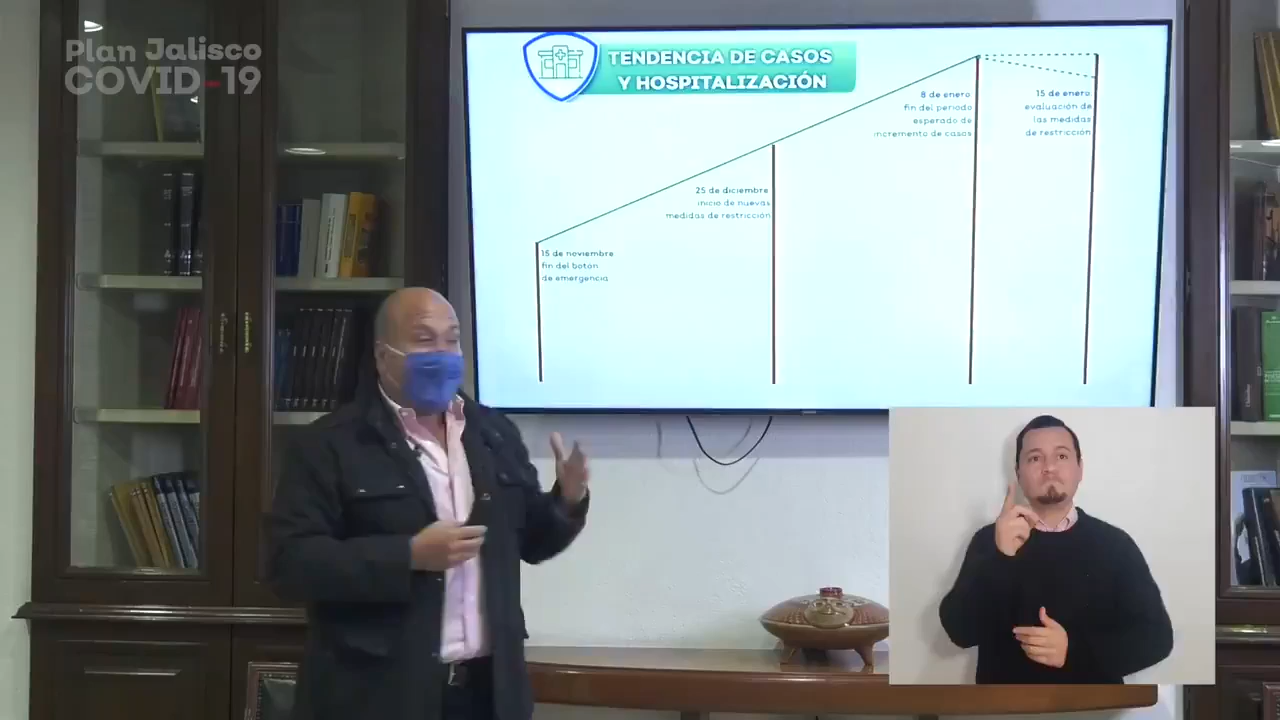 Plan Jalisco
COVID-19
TENDENCIA DE CASOS
Y HOSPITALIZACIÓN
15 de noviembre
fin del botón
de emergencia
25 de diciembre
inicio de nuevas
medidas de restricción
8 de enero
fin del periodo
esperado de
incremento de casos
15 de enero
evaluación de
las medidas
de restricción